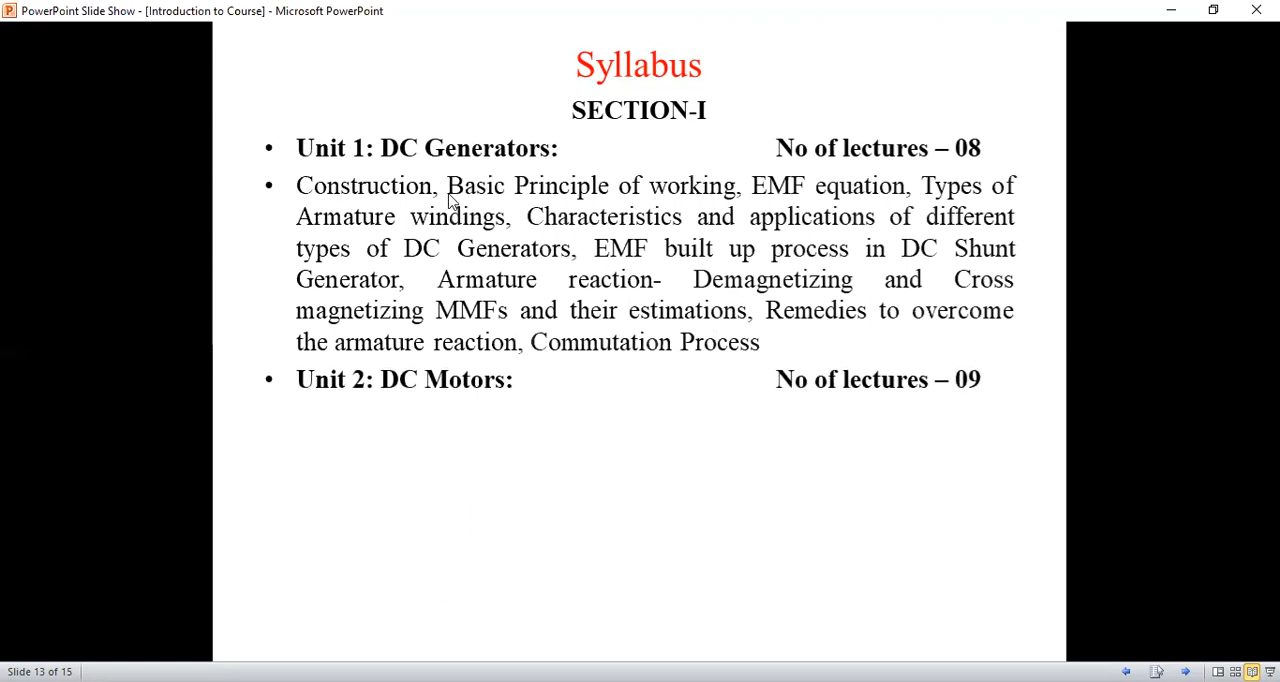 PowerPoint Slide Show - [Introduction to Course] - Microsoft PowerPoint
Syllabus
SECTION-I
• Unit 1: DC Generators: No of lectures – 08
• Construction, Basic Principle of working, EMF equation, Types of
Armature windings, Characteristics and applications of different
types of DC Generators, EMF built up process in DC Shunt
Generator, Armature reaction- Demagnetizing and Cross
magnetizing MMFs and their estimations, Remedies to overcome
the armature reaction, Commutation Process
• Unit 2: DC Motors: No of lectures – 09
Slide 13 of 15